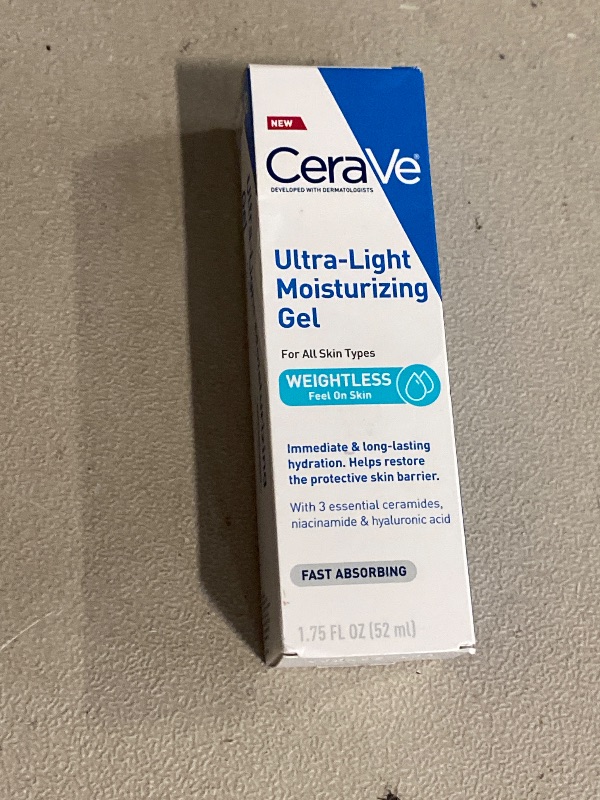 NEW
CeraVe®
DEVELOPED WITH DERMATOLOGISTS
Ultra-Light
Moisturizing
Gel
For All Skin Types
WEIGHTLESS
Feel On Skin
Immediate & long-lasting
hydration. Helps restore
the protective skin barrier.
With 3 essential ceramides,
niacinamide & hyaluronic acid
FAST ABSORBING
1.75 FL OZ (52 ml)